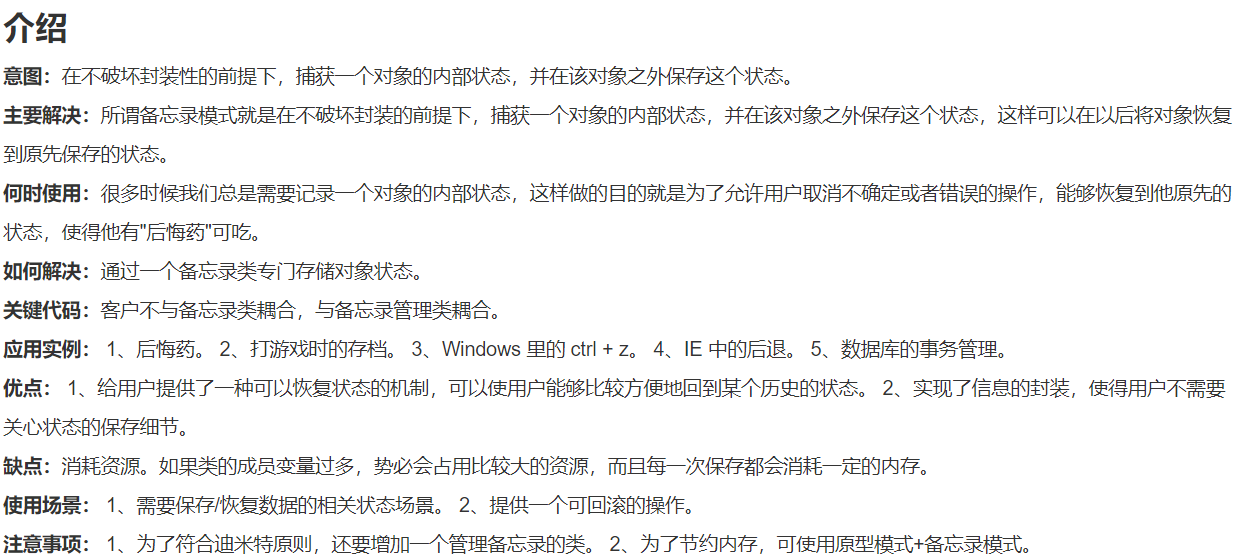 介绍
意图：在不破坏封装性的前提下，捕获一个对象的内部状态，并在该对象之外保存这个状态。
主要解决：所谓备忘录模式就是在不破坏封装的前提下，捕获一个对象的内部状态，并在该对象之外保存这个状态，这样可以在以后将对象恢复
到原先保存的状态。
何时使用：很多时候我们总是需要记录一个对象的内部状态，这样做的目的就是为了允许用户取消不确定或者错误的操作，能够恢复到他原先的
状态，使得他有"后悔药"可吃。
如何解决：通过一个备忘录类专门存储对象状态。
关键代码：客户不与备忘录类耦合，与备忘录管理类耦合。
应用实例： 1、后悔药。 2、打游戏时的存档。 3、Windows 里的 ctrl + z。 4、IE 中的后退。 5、数据库的事务管理。
优点： 1、给用户提供了一种可以恢复状态的机制，可以使用户能够比较方便地回到某个历史的状态。 2、实现了信息的封装，使得用户不需要
关心状态的保存细节。
缺点：消耗资源。如果类的成员变量过多，势必会占用比较大的资源，而且每一次保存都会消耗一定的内存。
使用场景： 1、需要保存/恢复数据的相关状态场景。 2、提供一个可回滚的操作。
注意事项： 1、为了符合迪米特原则，还要增加一个管理备忘录的类。 2、为了节约内存，可使用原型模式+备忘录模式。